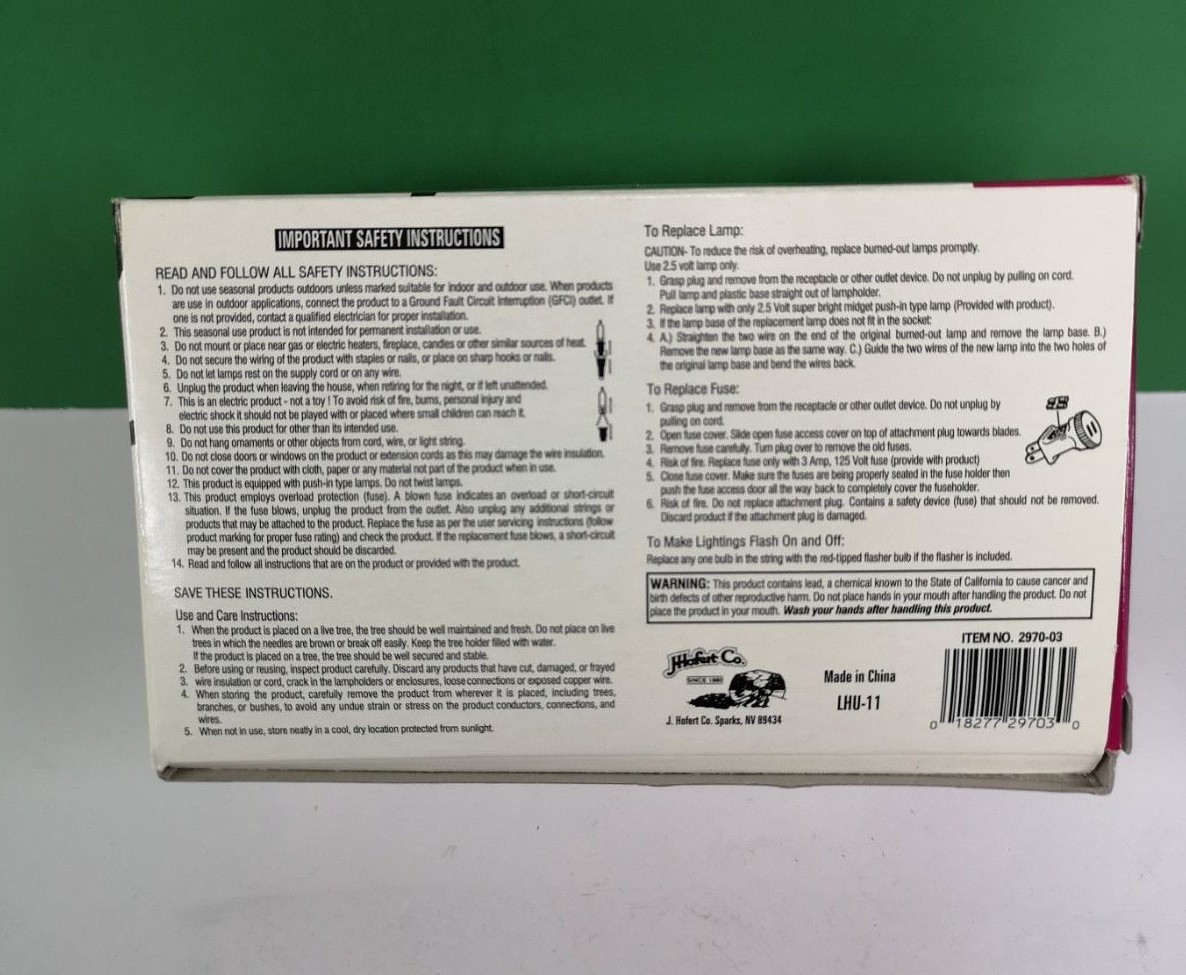 IMPORTANT SAFETY INSTRUCTIONS
READ AND FOLLOW ALL SAFETY INSTRUCTIONS:
1. Do not use seasonal products outdoors unless marked suitable for indoor and outdoor use. When products
are use in outdoor applications, connect the product to a Ground Fault Circuit Interruption (GFCI) outlet. If
one is not provided, contact a qualified electrician for proper installation.
2. This seasonal use product is not intended for permanent installation or use.
3. Do not mount or place near gas or electric heaters, fireplace, candles or other similar sources of heat.
4. Do not secure the wiring of the product with staples or nails, or place on sharp hooks or nails.
5. Do not let lamps rest on the supply cord or on any wire.
6. Unplug the product when leaving the house, when retiring for the night, or if left unattended.
7. This is an electric product - not a toy ! To avoid risk of fire, burns, personal injury and
electric shock it should not be played with or placed where small children can reach it.
8. Do not use this product for other than its intended use.
9. Do not hang ornaments or other objects from cord, wire, or light string.
10. Do not close doors or windows on the product or extension cords as this may damage the wire insulation.
11. Do not cover the product with cloth, paper or any material not part of the product when in use.
12. This product is equipped with push-in type lamps. Do not twist lamps.
13. This product employs overload protection (fuse). A blown fuse indicates an overload or short-circuit
situation. If the fuse blows, unplug the product from the outlet. Also unplug any additional strings or
products that may be attached to the product. Replace the fuse as per the user servicing instructions (follow
product marking for proper fuse rating) and check the product. If the replacement fuse blows, a short-circuit
may be present and the product should be discarded.
14. Read and follow all instructions that are on the product or provided with the product.
SAVE THESE INSTRUCTIONS.
Use and Care Instructions:
1. When the product is placed on a live tree, the tree should be well maintained and fresh. Do not place on live
trees in which the needles are brown or break off easily. Keep the tree holder filled with water.
If the product is placed on a tree, the tree should be well secured and stable.
2. Before using or reusing, inspect product carefully. Discard any products that have cut, damaged, or frayed
3. wire insulation or cord, crack in the lampholders or enclosures, loose connections or exposed copper wire.
4. When storing the product, carefully remove the product from wherever it is placed, including trees,
branches, or bushes, to avoid any undue strain or stress on the product conductors, connections, and
wires.
5. When not in use, store neatly in a cool, dry location protected from sunlight.
To Replace Lamp:
CAUTION- To reduce the risk of overheating, replace burned-out lamps promptly.
Use 2.5 volt lamp only.
1. Grasp plug and remove from the receptacle or other outlet device. Do not unplug by pulling on cord.
Pull lamp and plastic base straight out of lampholder.
2. Replace lamp with only 2.5 Volt super bright midget push-in type lamp (Provided with product).
3. If the lamp base of the replacement lamp does not fit in the socket:
4. A.) Straighten the two wire on the end of the original burned-out lamp and remove the lamp base. B.)
Remove the new lamp base as the same way. C.) Guide the two wires of the new lamp into the two holes of
the original lamp base and bend the wires back.
To Replace Fuse:
1. Grasp plug and remove from the receptacle or other outlet device. Do not unplug by
pulling on cord.
2. Open fuse cover. Slide open fuse access cover on top of attachment plug towards blades.
3. Remove fuse carefully. Turn plug over to remove the old fuses.
4. Risk of fire. Replace fuse only with 3 Amp, 125 Volt fuse (provide with product)
5. Close fuse cover. Make sure the fuses are being properly seated in the fuse holder then
push the fuse access door all the way back to completely cover the fuseholder.
6. Risk of fire. Do not replace attachment plug. Contains a safety device (fuse) that should not be removed.
Discard product if the attachment plug is damaged.
To Make Lightings Flash On and Off:
Replace any one bulb in the string with the red-tipped flasher bulb if the flasher is included.
WARNING: This product contains lead, a chemical known to the State of California to cause cancer and
birth defects of other reproductive harm. Do not place hands in your mouth after handling the product. Do not
place the product in your mouth. Wash your hands after handling this product.
J Hofert Co.
SINCE 1880
J. Hofert Co. Sparks, NV 89434
Made in China
LHU-11
ITEM NO. 2970-03
0 18277 29703 0